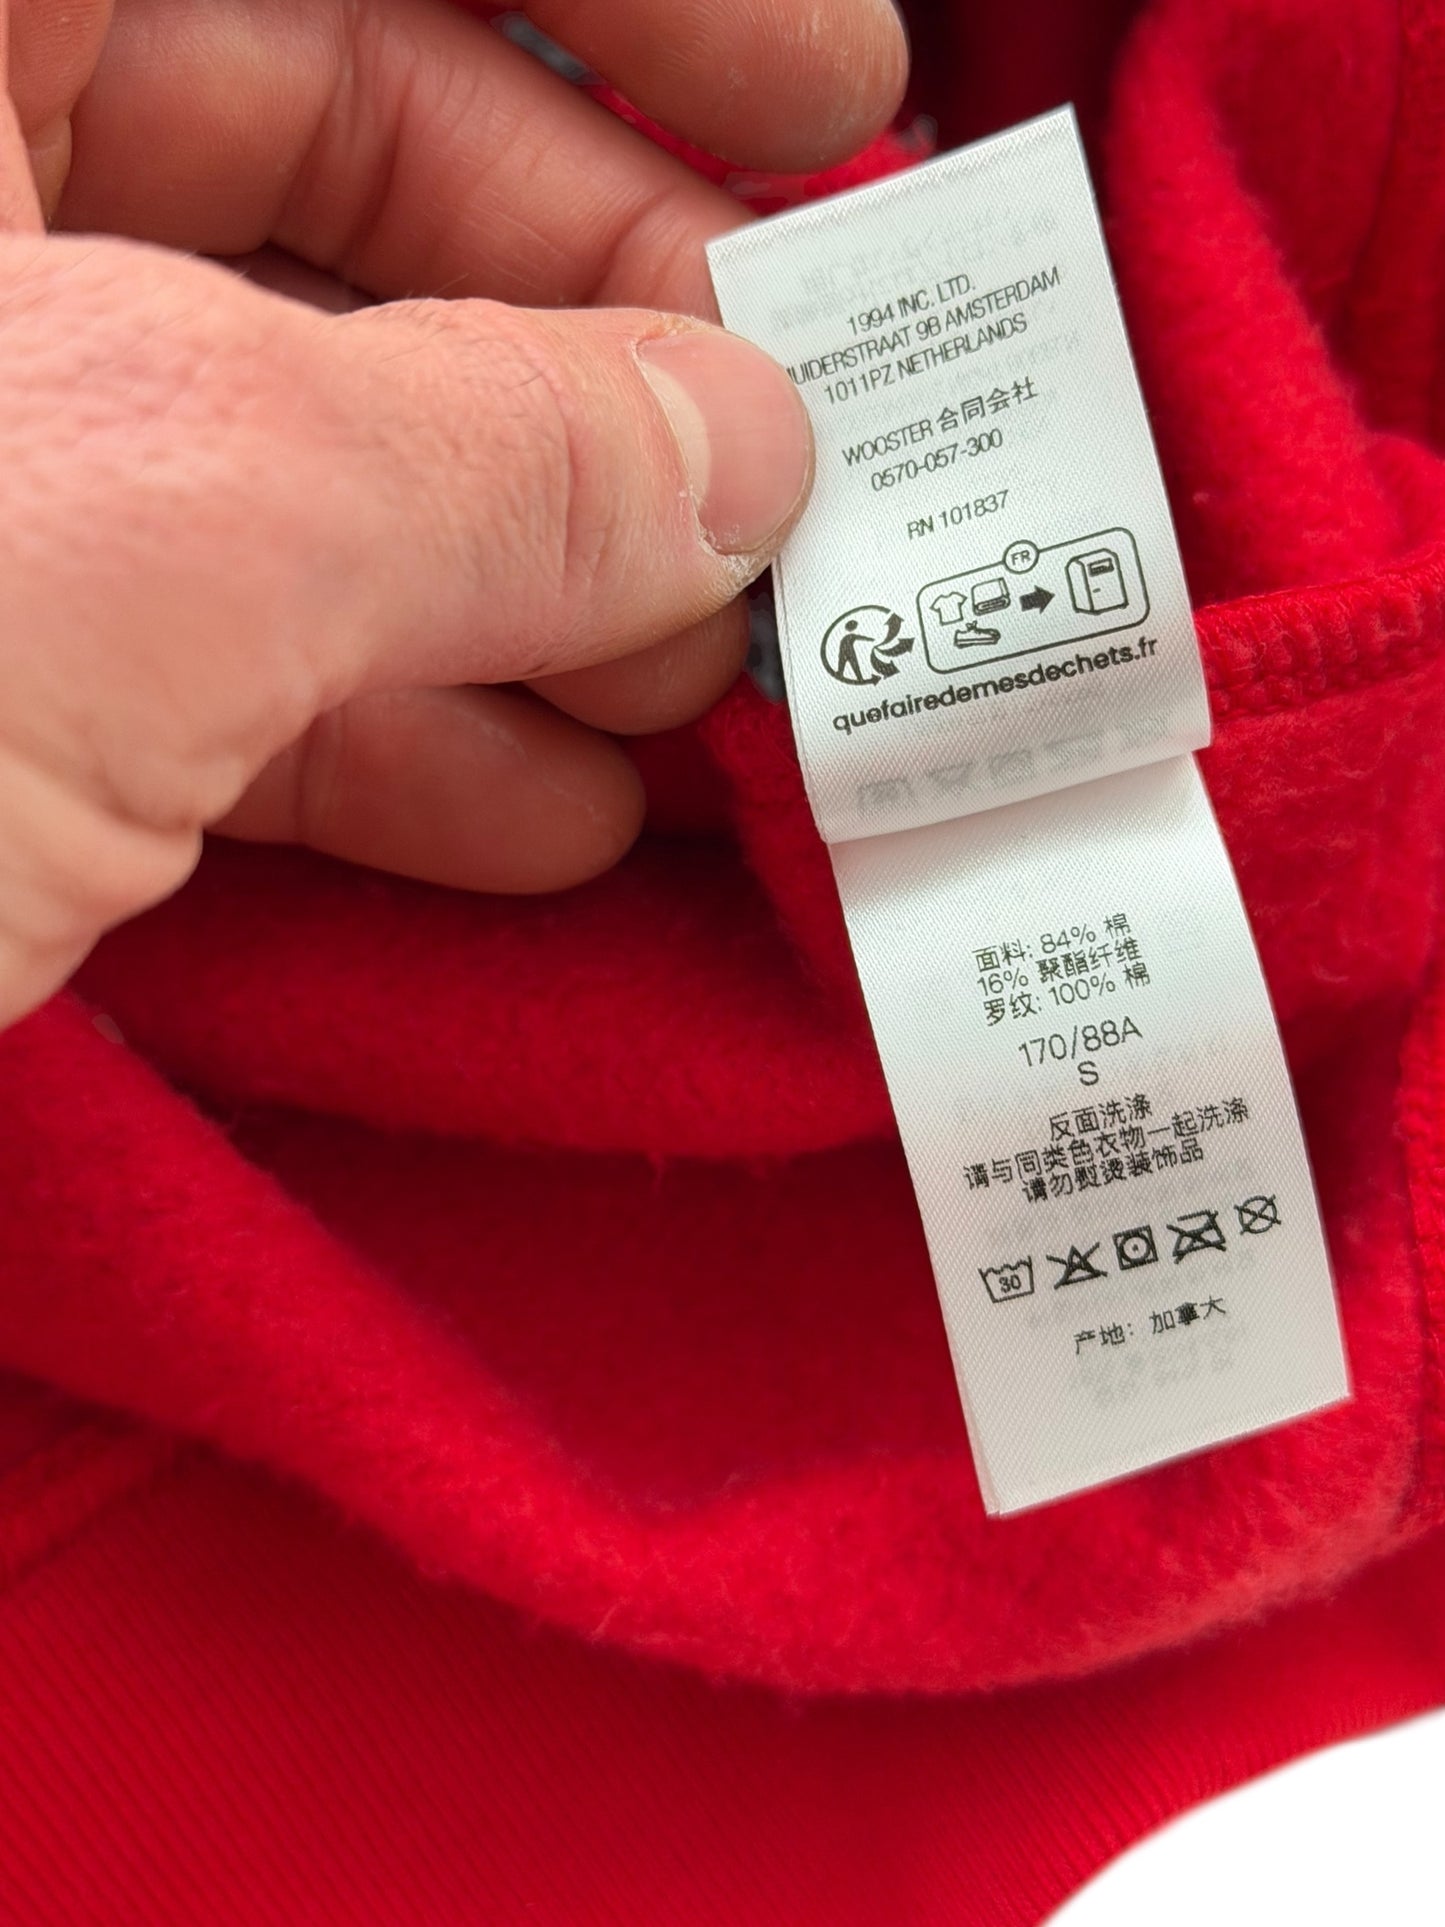 1994 INC. LTD.
UIDERSTRAAT 9B AMSTERDAM
1011PZ NETHERLANDS
WOOSTER 合同会社
0570-057-300
RN 101837
FR
quefairedemesdechets.fr
面料: 84% 棉
16% 聚酯纤维
罗纹: 100% 棉
170/88A
S
反面洗涤
请与同类色衣物一起洗涤
请勿熨烫装饰品
30
产地: 加拿大